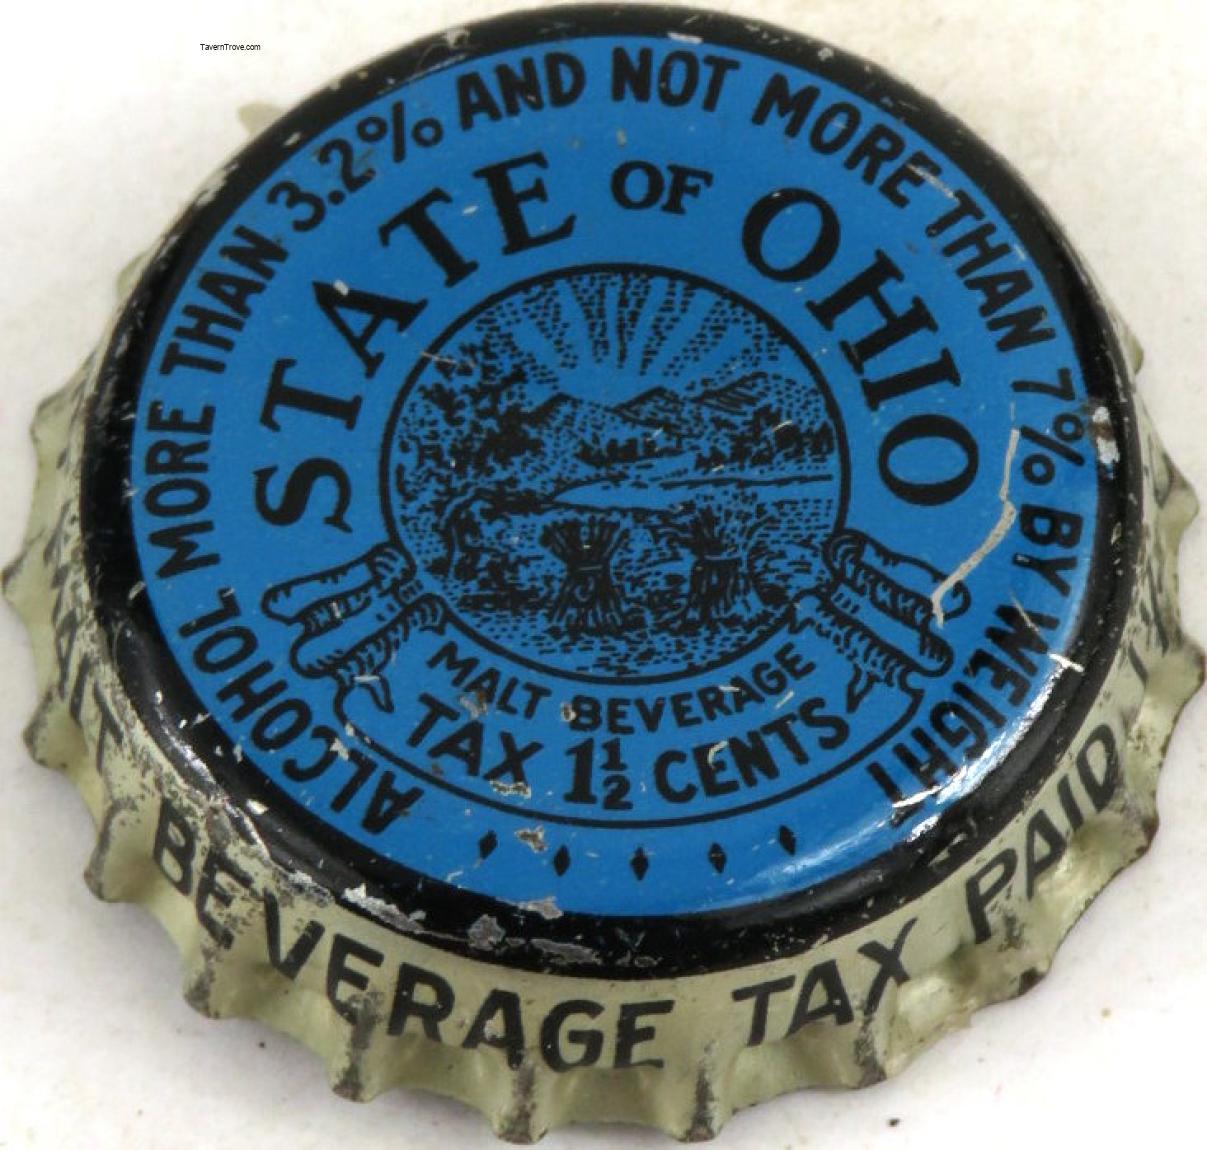 TavernTrove.com
ALCOHOL MORE THAN 3.2% AND NOT MORE THAN 7% BY WEIGHT
STATE OF OHIO
MALT BEVERAGE
TAX 1½ CENTS
MALT BEVERAGE TAX PAID